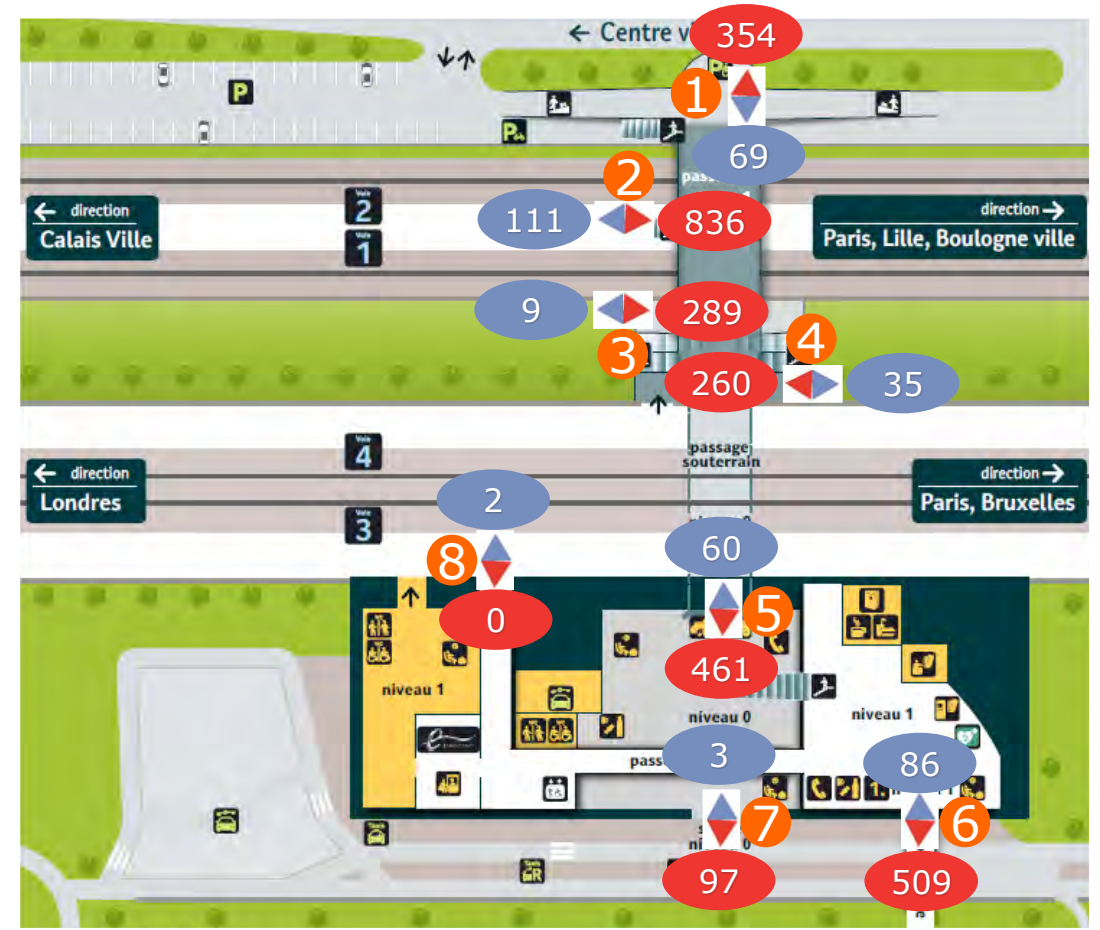 ← Centre v
354
1
P
69
pas
2
← direction
Calais Ville
Voie
2
Voie
1
111
836
direction →
Paris, Lille, Boulogne ville
9
289
3
4
260
35
passage
souterrain
← direction
Londres
Voie
4
Voie
3
direction →
Paris, Bruxelles
2
60
8
5
0
461
niveau 1
niveau 0
niveau 1
3
86
pass
7
6
97
509